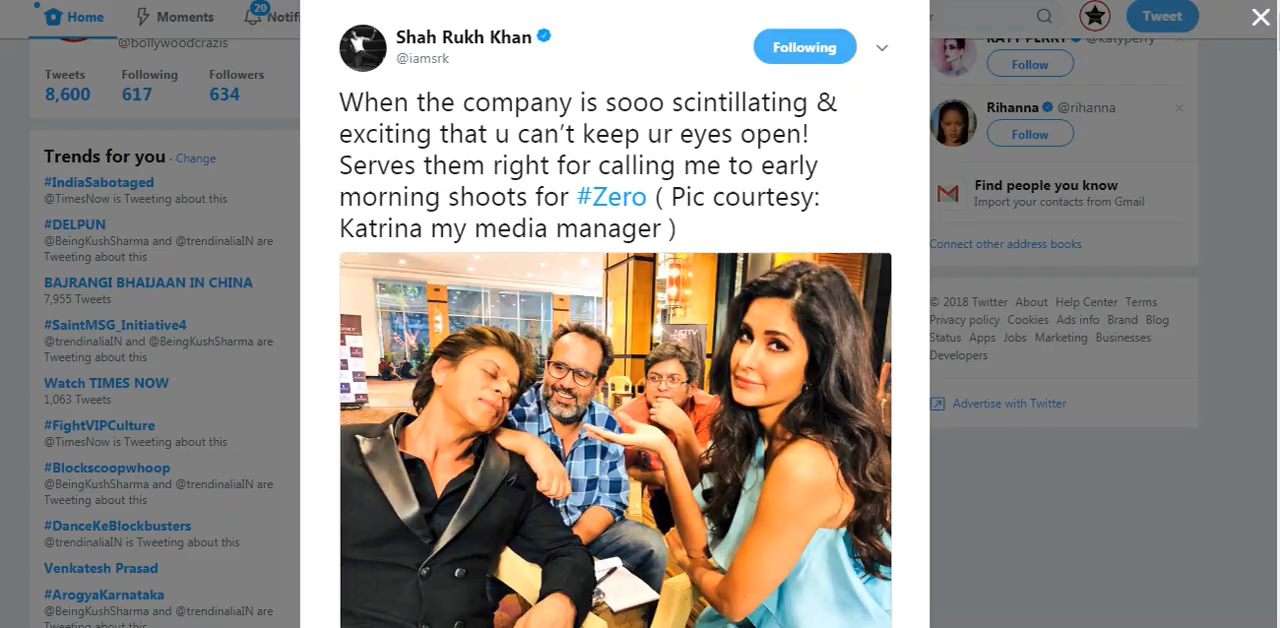 Home
Moments
20
Notifi
Tweet
@bollywoodcrazis
Tweets
Following
Followers
8,600
617
634
Trends for you · Change
#IndiaSabotaged
@TimesNow is Tweeting about this
#DELPUN
@BeingKushSharma and @trendinaliaIN are
Tweeting about this
BAJRANGI BHAIJAAN IN CHINA
7,955 Tweets
#SaintMSG_Initiative4
@trendinaliaIN and @BeingKushSharma are
Tweeting about this
Watch TIMES NOW
1,063 Tweets
#FightVIPCulture
@TimesNow is Tweeting about this
#Blockscoopwhoop
@BeingKushSharma and @trendinaliaIN are
Tweeting about this
#DanceKeBlockbusters
@trendinaliaIN is Tweeting about this
Venkatesh Prasad
#ArogyaKarnataka
@BeingKushSharma and @trendinaliaIN are
Tweeting about this
Shah Rukh Khan
@iamsrk
Following
When the company is sooo scintillating &
exciting that u can't keep ur eyes open!
Serves them right for calling me to early
morning shoots for #Zero ( Pic courtesy:
Katrina my media manager )
NDTV
KATY PERRY @katyperry
Follow
Rihanna @rihanna
Follow
Find people you know
Import your contacts from Gmail
Connect other address books
© 2018 Twitter About Help Center Terms
Privacy policy Cookies Ads info Brand Blog
Status Apps Jobs Marketing Businesses
Developers
Advertise with Twitter